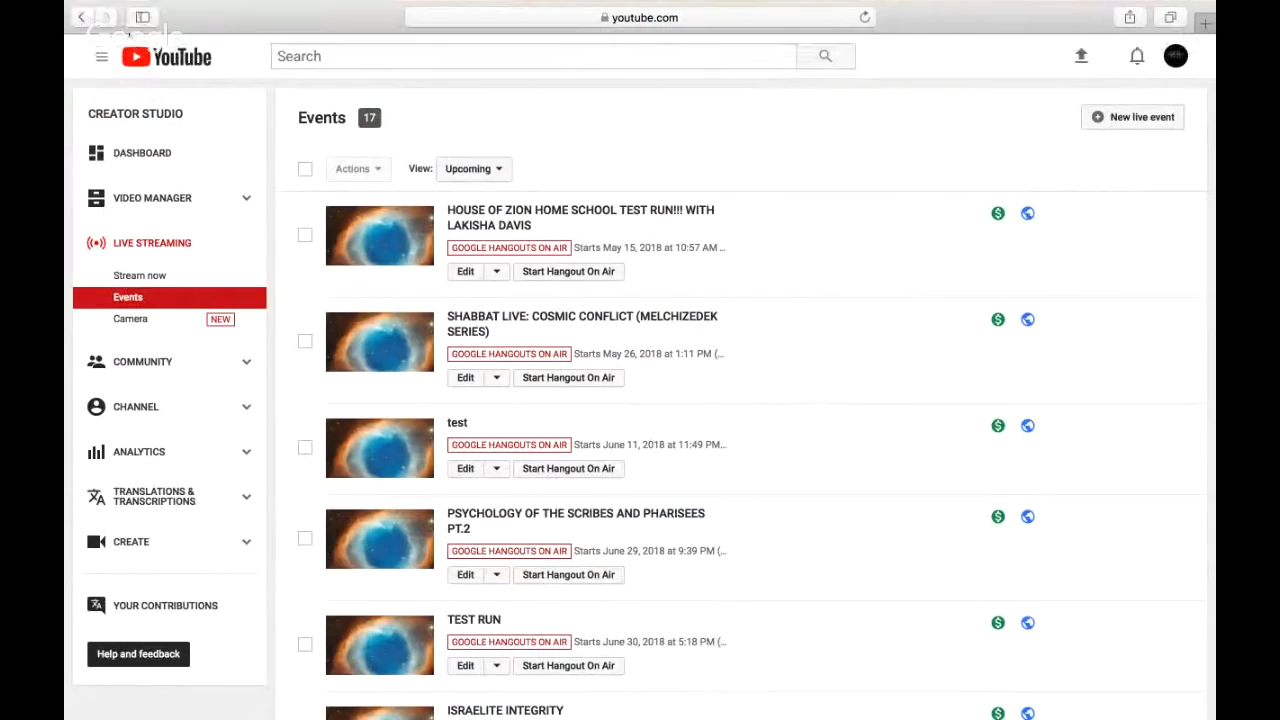 youtube.com
Google
YouTube
Search
CREATOR STUDIO
DASHBOARD
VIDEO MANAGER
LIVE STREAMING
Stream now
Events
Camera NEW
COMMUNITY
CHANNEL
ANALYTICS
TRANSLATIONS &
TRANSCRIPTIONS
CREATE
YOUR CONTRIBUTIONS
Help and feedback
Events 17
New live event
Actions View: Upcoming
HOUSE OF ZION HOME SCHOOL TEST RUN!!! WITH
LAKISHA DAVIS
GOOGLE HANGOUTS ON AIR Starts May 15, 2018 at 10:57 AM ...
Edit Start Hangout On Air
SHABBAT LIVE: COSMIC CONFLICT (MELCHIZEDEK
SERIES)
GOOGLE HANGOUTS ON AIR Starts May 26, 2018 at 1:11 PM (...
Edit Start Hangout On Air
test
GOOGLE HANGOUTS ON AIR Starts June 11, 2018 at 11:49 PM...
Edit Start Hangout On Air
PSYCHOLOGY OF THE SCRIBES AND PHARISEES
PT.2
GOOGLE HANGOUTS ON AIR Starts June 29, 2018 at 9:39 PM (...
Edit Start Hangout On Air
TEST RUN
GOOGLE HANGOUTS ON AIR Starts June 30, 2018 at 5:18 PM (...
Edit Start Hangout On Air
ISRAELITE INTEGRITY